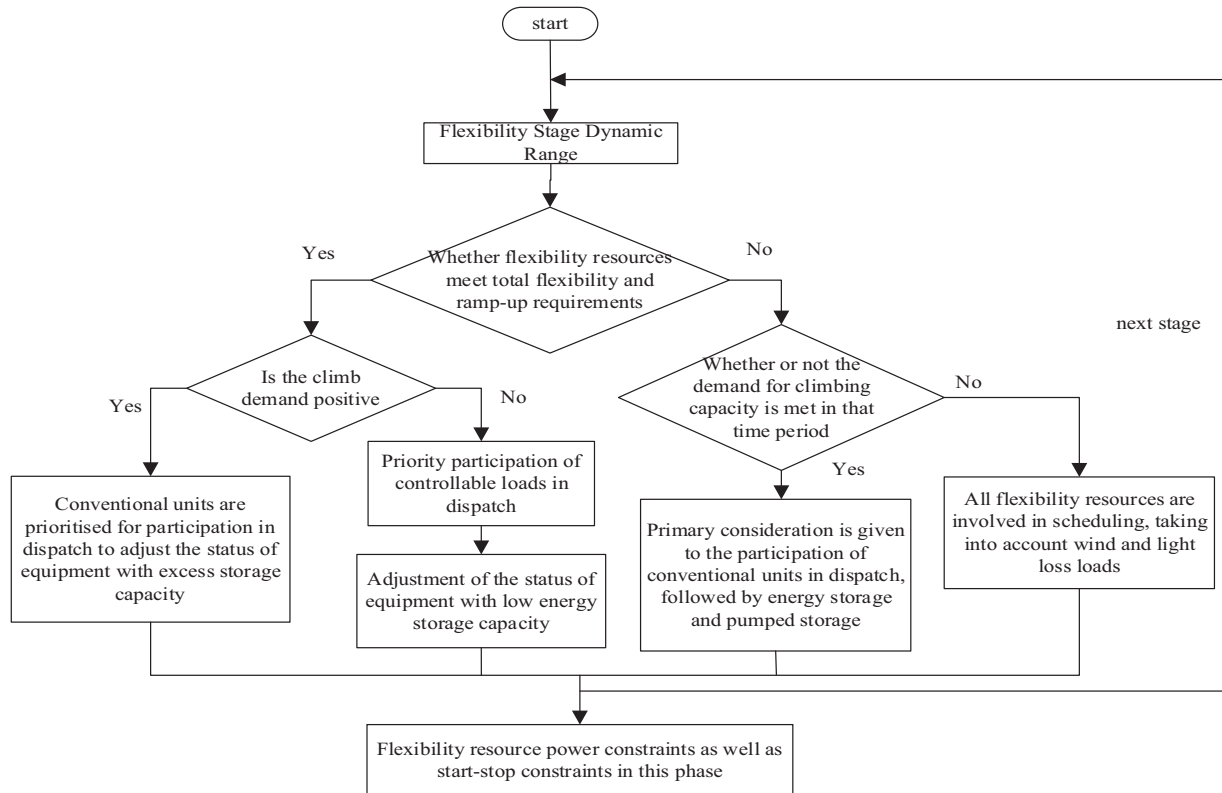 start
Flexibility Stage Dynamic
Range
Yes
No
Whether flexibility resources
meet total flexibility and
ramp-up requirements
next stage
Is the climb
demand positive
Yes
No
Whether or not the
demand for climbing
capacity is met in that
time period
No
Yes
Conventional units are
prioritised for participation in
dispatch to adjust the status of
equipment with excess storage
capacity
Priority participation of
controllable loads in
dispatch
Adjustment of the status of
equipment with low energy
storage capacity
Primary consideration is given
to the participation of
conventional units in dispatch,
followed by energy storage
and pumped storage
All flexibility resources are
involved in scheduling, taking
into account wind and light
loss loads
Flexibility resource power constraints as well as
start-stop constraints in this phase